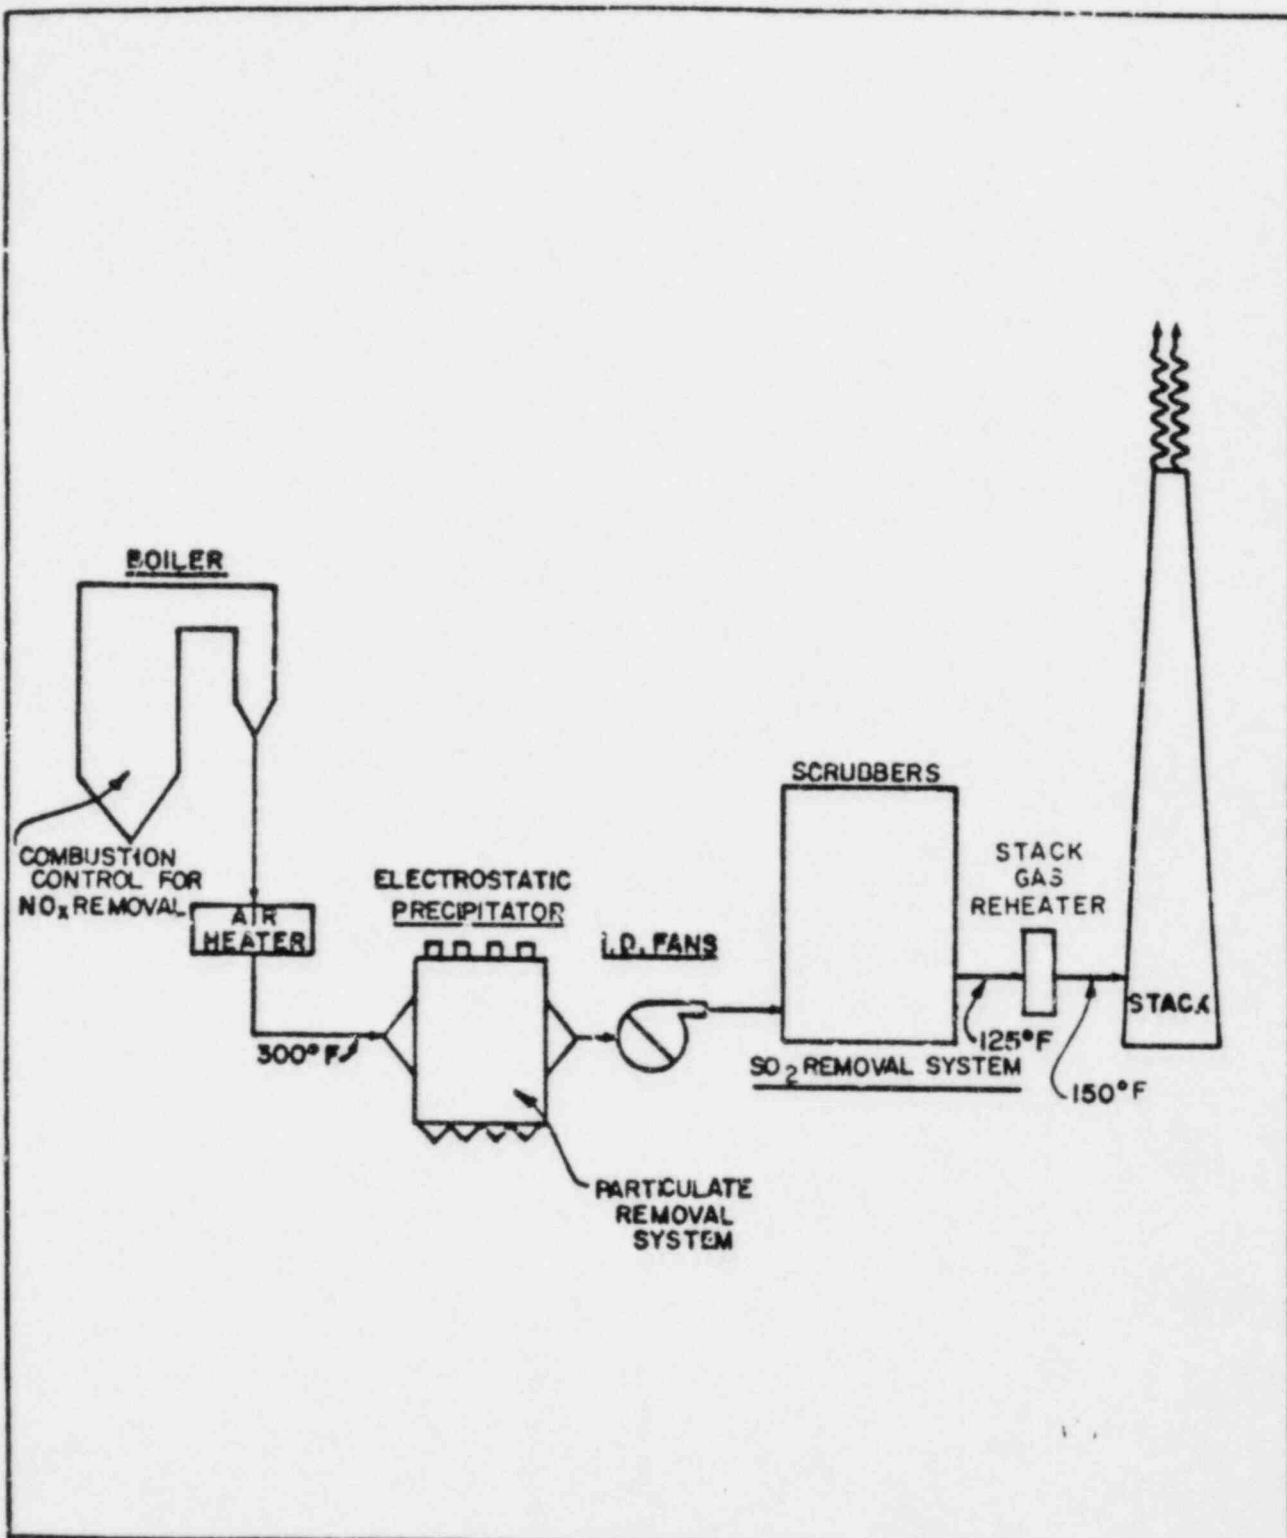 BOILER
COMBUSTION
CONTROL FOR
NOx REMOVAL
AIR
HEATER
300°F
ELECTROSTATIC
PRECIPITATOR
I.D. FANS
PARTICULATE
REMOVAL
SYSTEM
SCRUBBERS
SO2 REMOVAL SYSTEM
125°F
STACK
GAS
REHEATER
150°F
STACK